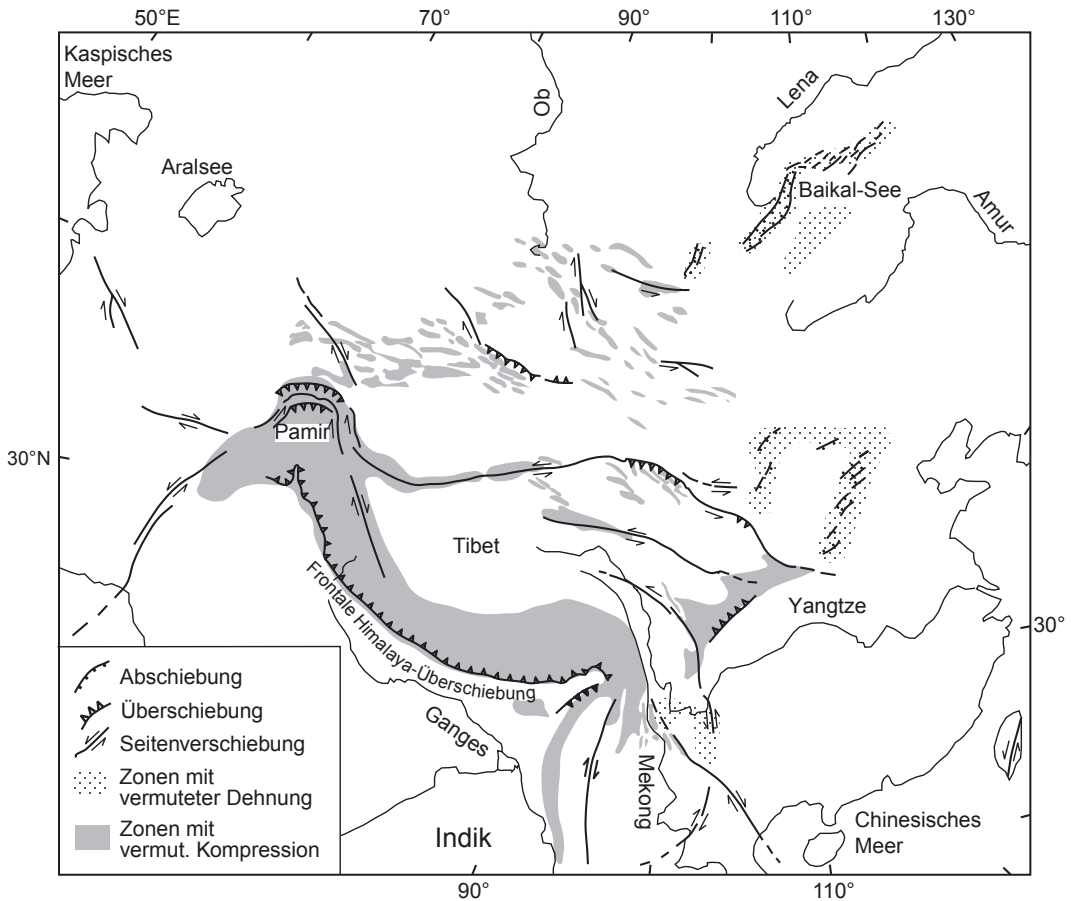 50°E
70°
90°
110°
130°
Kaspisches
Meer
Ob
Lena
Aralsee
Baikal-See
Amur
Pamir
30°N
Tibet
Yangtze
30°
Frontale Himalaya-Überschiebung
Ganges
Mekong
Indik
Chinesisches
Meer
Abschiebung
Überschiebung
Seitenverschiebung
Zonen mit
vermuteter Dehnung
Zonen mit
vermut. Kompression
90°
110°